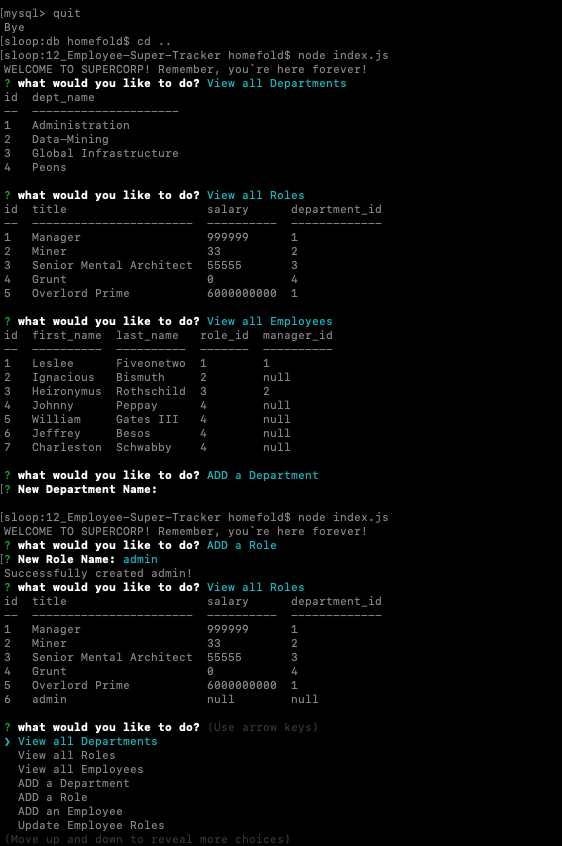 [mysql> quit
Bye
[sloop:db homefold$ cd ..
[sloop:12_Employee-Super-Tracker homefold$ node index.js
WELCOME TO SUPERCORP! Remember, you`re here forever!
? what would you like to do? View all Departments
id  dept_name
--  ---------------------
1   Administration
2   Data-Mining
3   Global Infrastructure
4   Peons

? what would you like to do? View all Roles
id  title                    salary      department_id
--  -----------------------  ----------  -------------
1   Manager                  999999      1
2   Miner                    33          2
3   Senior Mental Architect  55555       3
4   Grunt                    0           4
5   Overlord Prime           6000000000  1

? what would you like to do? View all Employees
id  first_name  last_name  role_id  manager_id
--  ----------  ---------  -------  ----------
1   Leslee      Fiveonetwo  1        1
2   Ignacious   Bismuth     2        null
3   Heironymus  Rothschild  3        2
4   Johnny      Peppay      4        null
5   William     Gates III   4        null
6   Jeffrey     Besos       4        null
7   Charleston  Schwabby    4        null

? what would you like to do? ADD a Department
[? New Department Name:

[sloop:12_Employee-Super-Tracker homefold$ node index.js
WELCOME TO SUPERCORP! Remember, you`re here forever!
? what would you like to do? ADD a Role
[? New Role Name: admin
Successfully created admin!
? what would you like to do? View all Roles
id  title                    salary      department_id
--  -----------------------  ----------  -------------
1   Manager                  999999      1
2   Miner                    33          2
3   Senior Mental Architect  55555       3
4   Grunt                    0           4
5   Overlord Prime           6000000000  1
6   admin                    null        null

? what would you like to do? (Use arrow keys)
❯ View all Departments
  View all Roles
  View all Employees
  ADD a Department
  ADD a Role
  ADD an Employee
  Update Employee Roles
(Move up and down to reveal more choices)